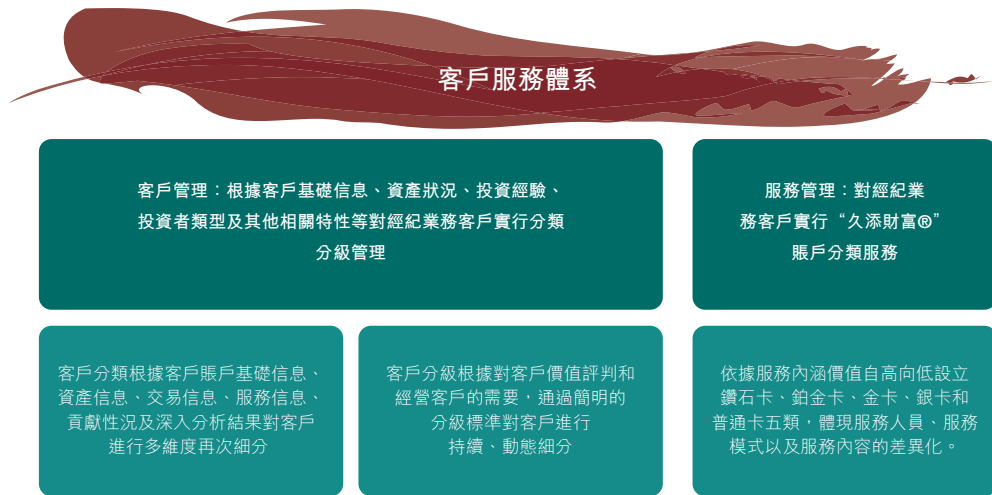 客戶服務體系
客戶管理：根據客戶基礎信息、資產狀況、投資經驗、
投資者類型及其他相關特性等對經紀業務客戶實行分類
分級管理
服務管理：對經紀業
務客戶實行“久添財富®”
賬戶分類服務
客戶分類根據客戶賬戶基礎信息、
資產信息、交易信息、服務信息、
貢獻性況及深入分析結果對客戶
進行多維度再次細分
客戶分級根據對客戶價值評判和
經營客戶的需要，通過簡明的
分級標準對客戶進行
持續、動態細分
依據服務內涵價值自高向低設立
鑽石卡、鉑金卡、金卡、銀卡和
普通卡五類，體現服務人員、服務
模式以及服務內容的差異化。